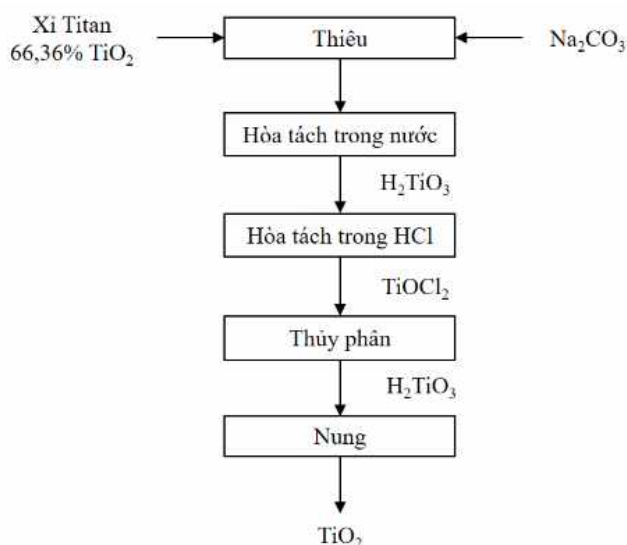 Xi Titan
66,36% TiO₂
Thiêu
Na₂CO₃
Hòa tách trong nước
H₂TiO₃
Hòa tách trong HCl
TiOCl₂
Thủy phân
H₂TiO₃
Nung
TiO₂